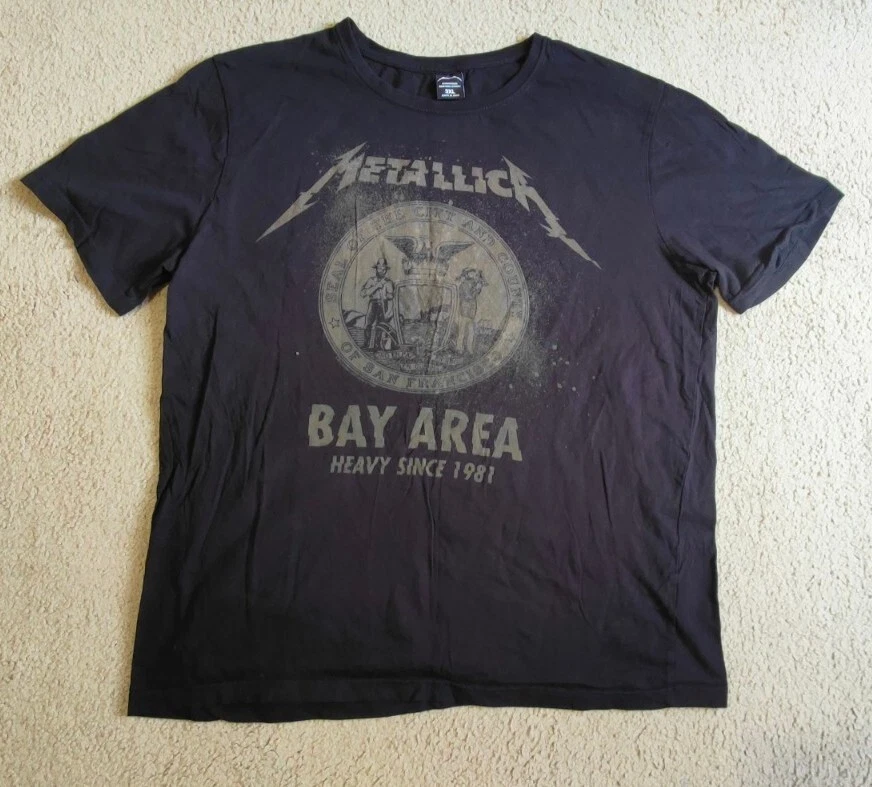 3XL
METALLICA
SEAL OF THE CITY AND COUNTY
OF SAN FRANCISCO
BAY AREA
HEAVY SINCE 1981